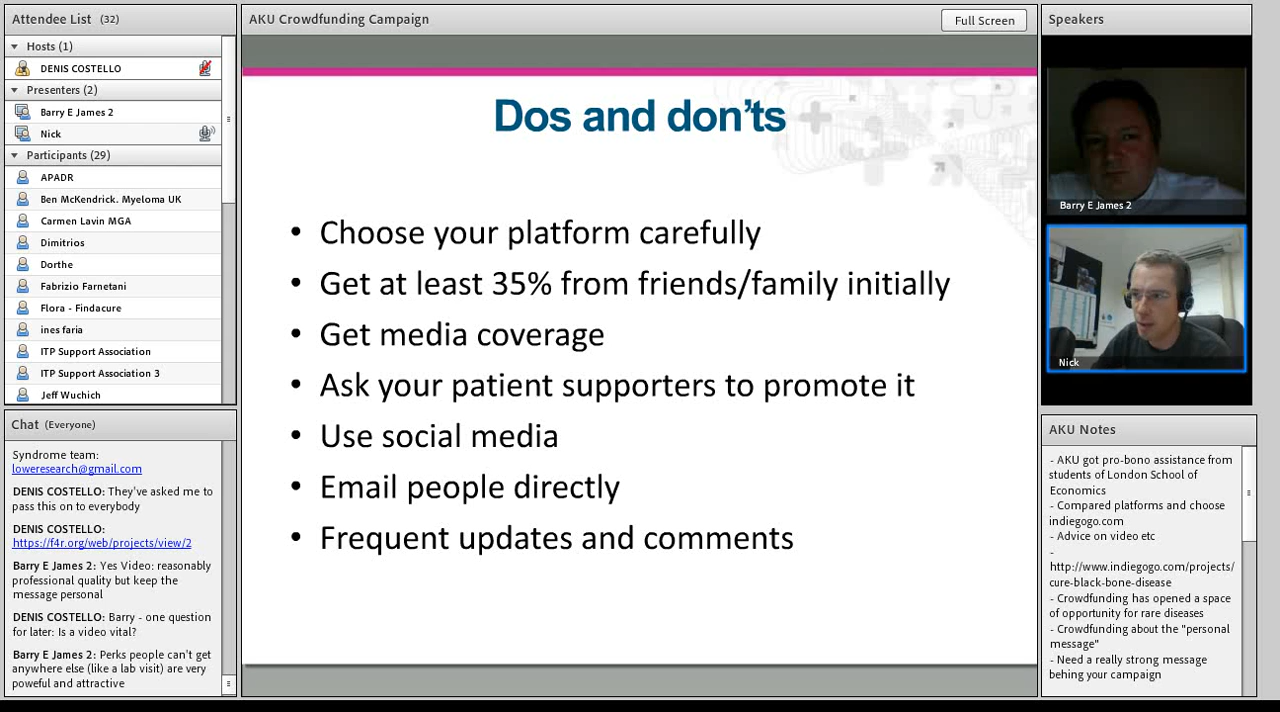 Attendee List (32)
Hosts (1)
DENIS COSTELLO
Presenters (2)
Barry E James 2
Nick
Participants (29)
APADR
Ben McKendrick. Myeloma UK
Carmen Lavin MGA
Dimitrios
Dorthe
Fabrizio Farnetani
Flora - Findacure
ines faria
ITP Support Association
ITP Support Association 3
Jeff Wuchich
Chat (Everyone)
Syndrome team:
loweresearch@gmail.com
DENIS COSTELLO: They've asked me to
pass this on to everybody
DENIS COSTELLO:
https://f4r.org/web/projects/view/2
Barry E James 2: Yes Video: reasonably
professional quality but keep the
message personal
DENIS COSTELLO: Barry - one question
for later: Is a video vital?
Barry E James 2: Perks people can't get
anywhere else (like a lab visit) are very
poweful and attractive
AKU Crowdfunding Campaign
Full Screen
Dos and don'ts
• Choose your platform carefully
• Get at least 35% from friends/family initially
• Get media coverage
• Ask your patient supporters to promote it
• Use social media
• Email people directly
• Frequent updates and comments
Speakers
Barry E James 2
Nick
AKU Notes
- AKU got pro-bono assistance from
students of London School of
Economics
- Compared platforms and choose
indiegogo.com
- Advice on video etc
-
http://www.indiegogo.com/projects/
cure-black-bone-disease
- Crowdfunding has opened a space
of opportunity for rare diseases
- Crowdfunding about the "personal
message"
- Need a really strong message
behing your campaign